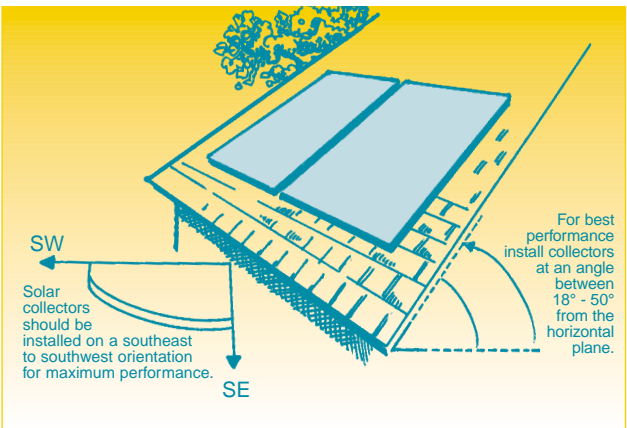 SW
Solar
collectors
should be
installed on a southeast
to southwest orientation
for maximum performance.
SE
For best
performance
install collectors
at an angle
between
18° - 50°
from the
horizontal
plane.